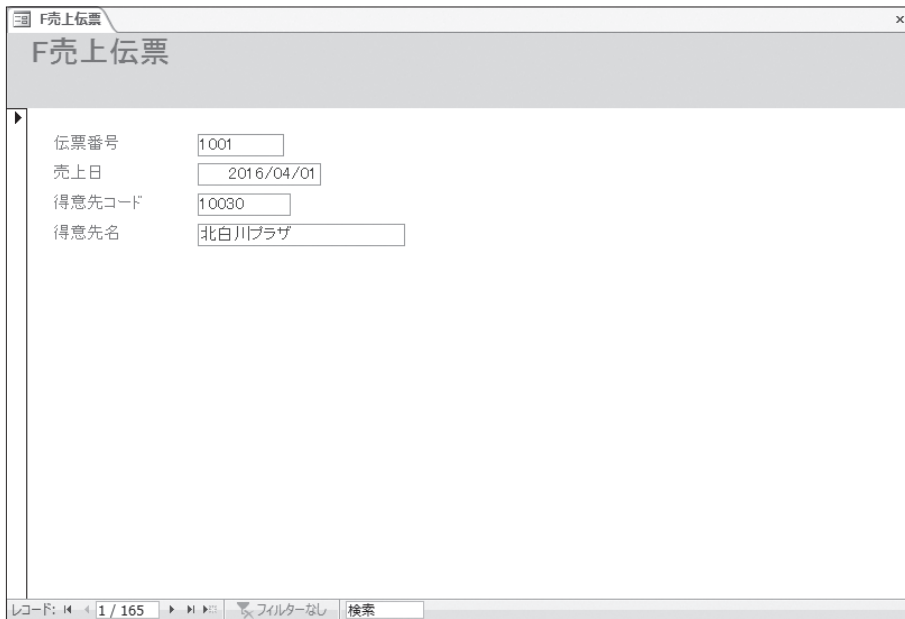 F売上伝票
F売上伝票
伝票番号 1001
売上日 2016/04/01
得意先コード 10030
得意先名 北白川プラザ
レコード: 1 / 165 フィルターなし 検索